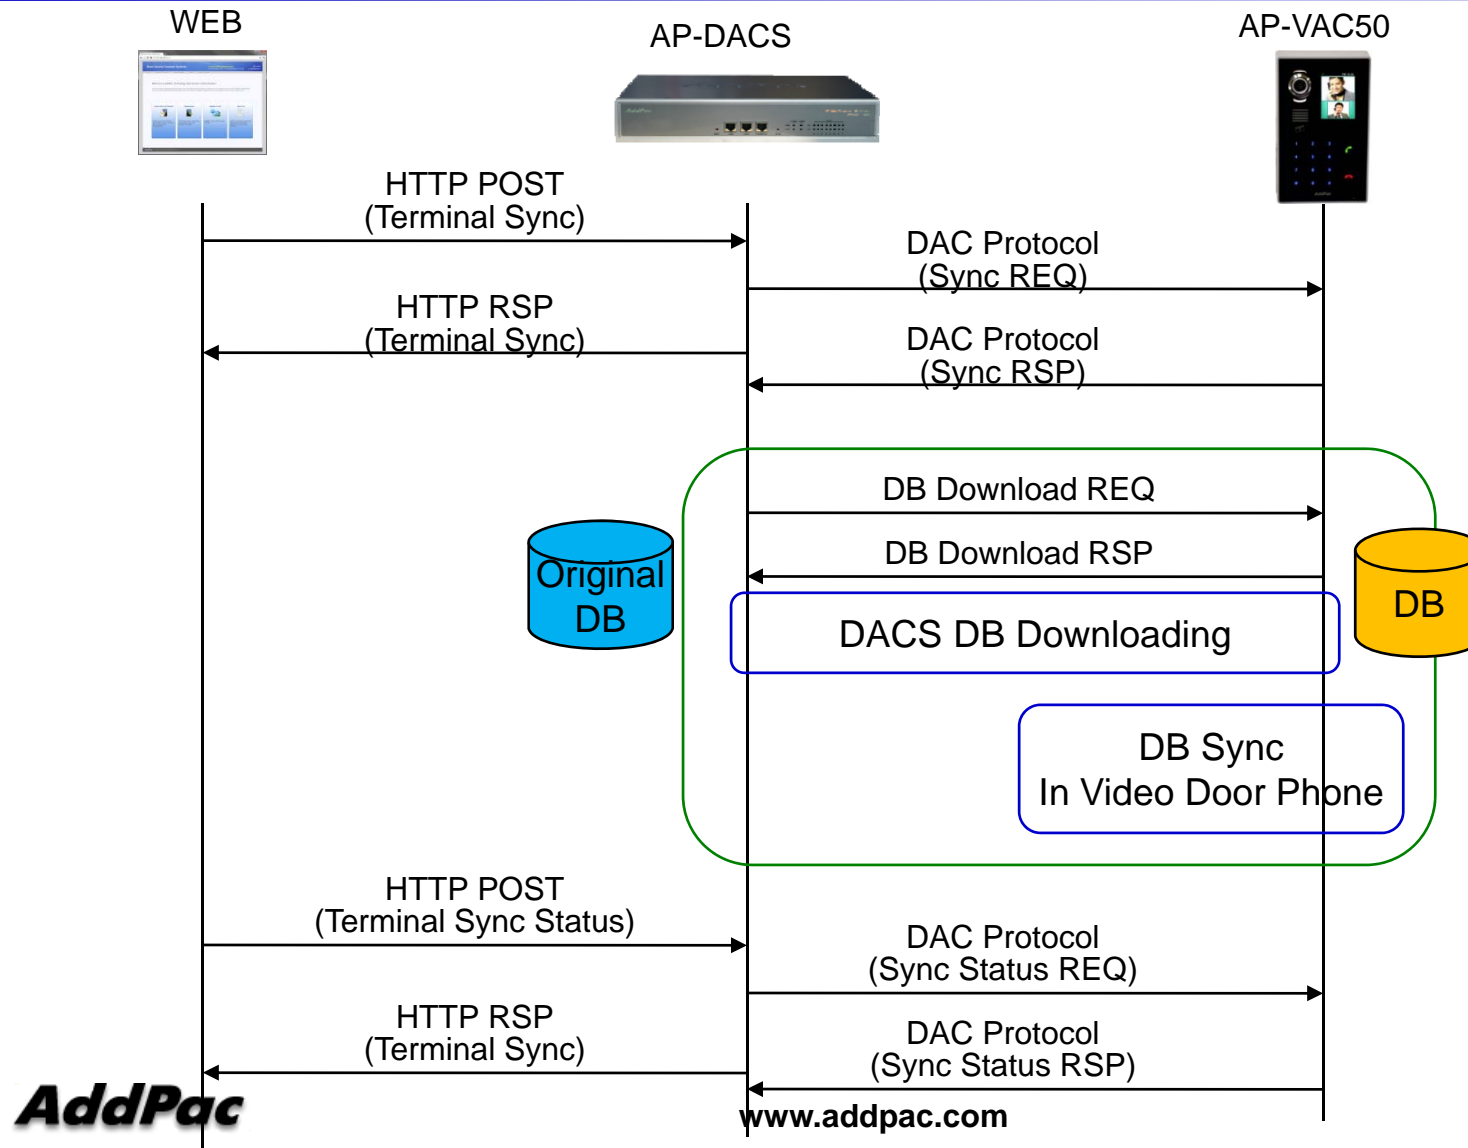 WEB
AP-DACS
AP-VAC50
AddPac
HTTP POST
(Terminal Sync)
DAC Protocol
(Sync REQ)
HTTP RSP
(Terminal Sync)
DAC Protocol
(Sync RSP)
DB Download REQ
DB Download RSP
Original
DB
DB
DACS DB Downloading
DB Sync
In Video Door Phone
HTTP POST
(Terminal Sync Status)
DAC Protocol
(Sync Status REQ)
HTTP RSP
(Terminal Sync)
DAC Protocol
(Sync Status RSP)
AddPac
www.addpac.com